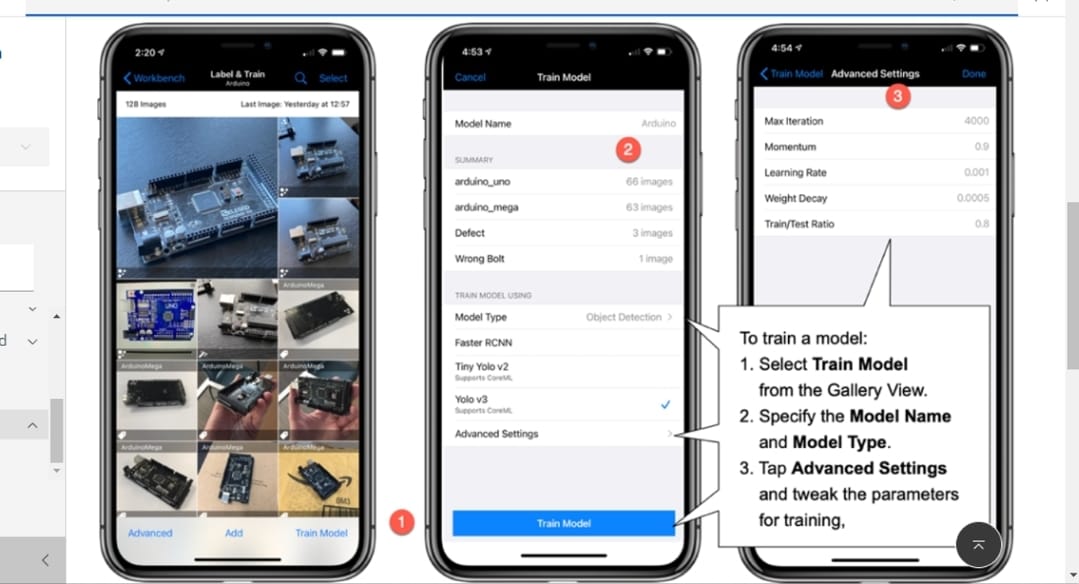 2:20
Workbench
Label & Train
Arduino
Select
128 Images
Last Image: Yesterday at 12:57
UNO
ArduinoMega
ArduinoMega
ArduinoMega
ArduinoMega
ArduinoMega
ArduinoMega
Advanced
Add
Train Model
1
4:53
Cancel
Train Model
Model Name
Arduino
2
SUMMARY
arduino_uno
66 images
arduino_mega
63 images
Defect
3 images
Wrong Bolt
1 image
TRAIN MODEL USING
Model Type
Object Detection
Faster RCNN
Tiny Yolo v2
Supports CoreML
Yolo v3
Supports CoreML
Advanced Settings
Train Model
4:54
Train Model
Advanced Settings
Done
3
Max Iteration
4000
Momentum
0.9
Learning Rate
0.001
Weight Decay
0.0005
Train/Test Ratio
0.8
To train a model:
1. Select Train Model
from the Gallery View.
2. Specify the Model Name
and Model Type.
3. Tap Advanced Settings
and tweak the parameters
for training,